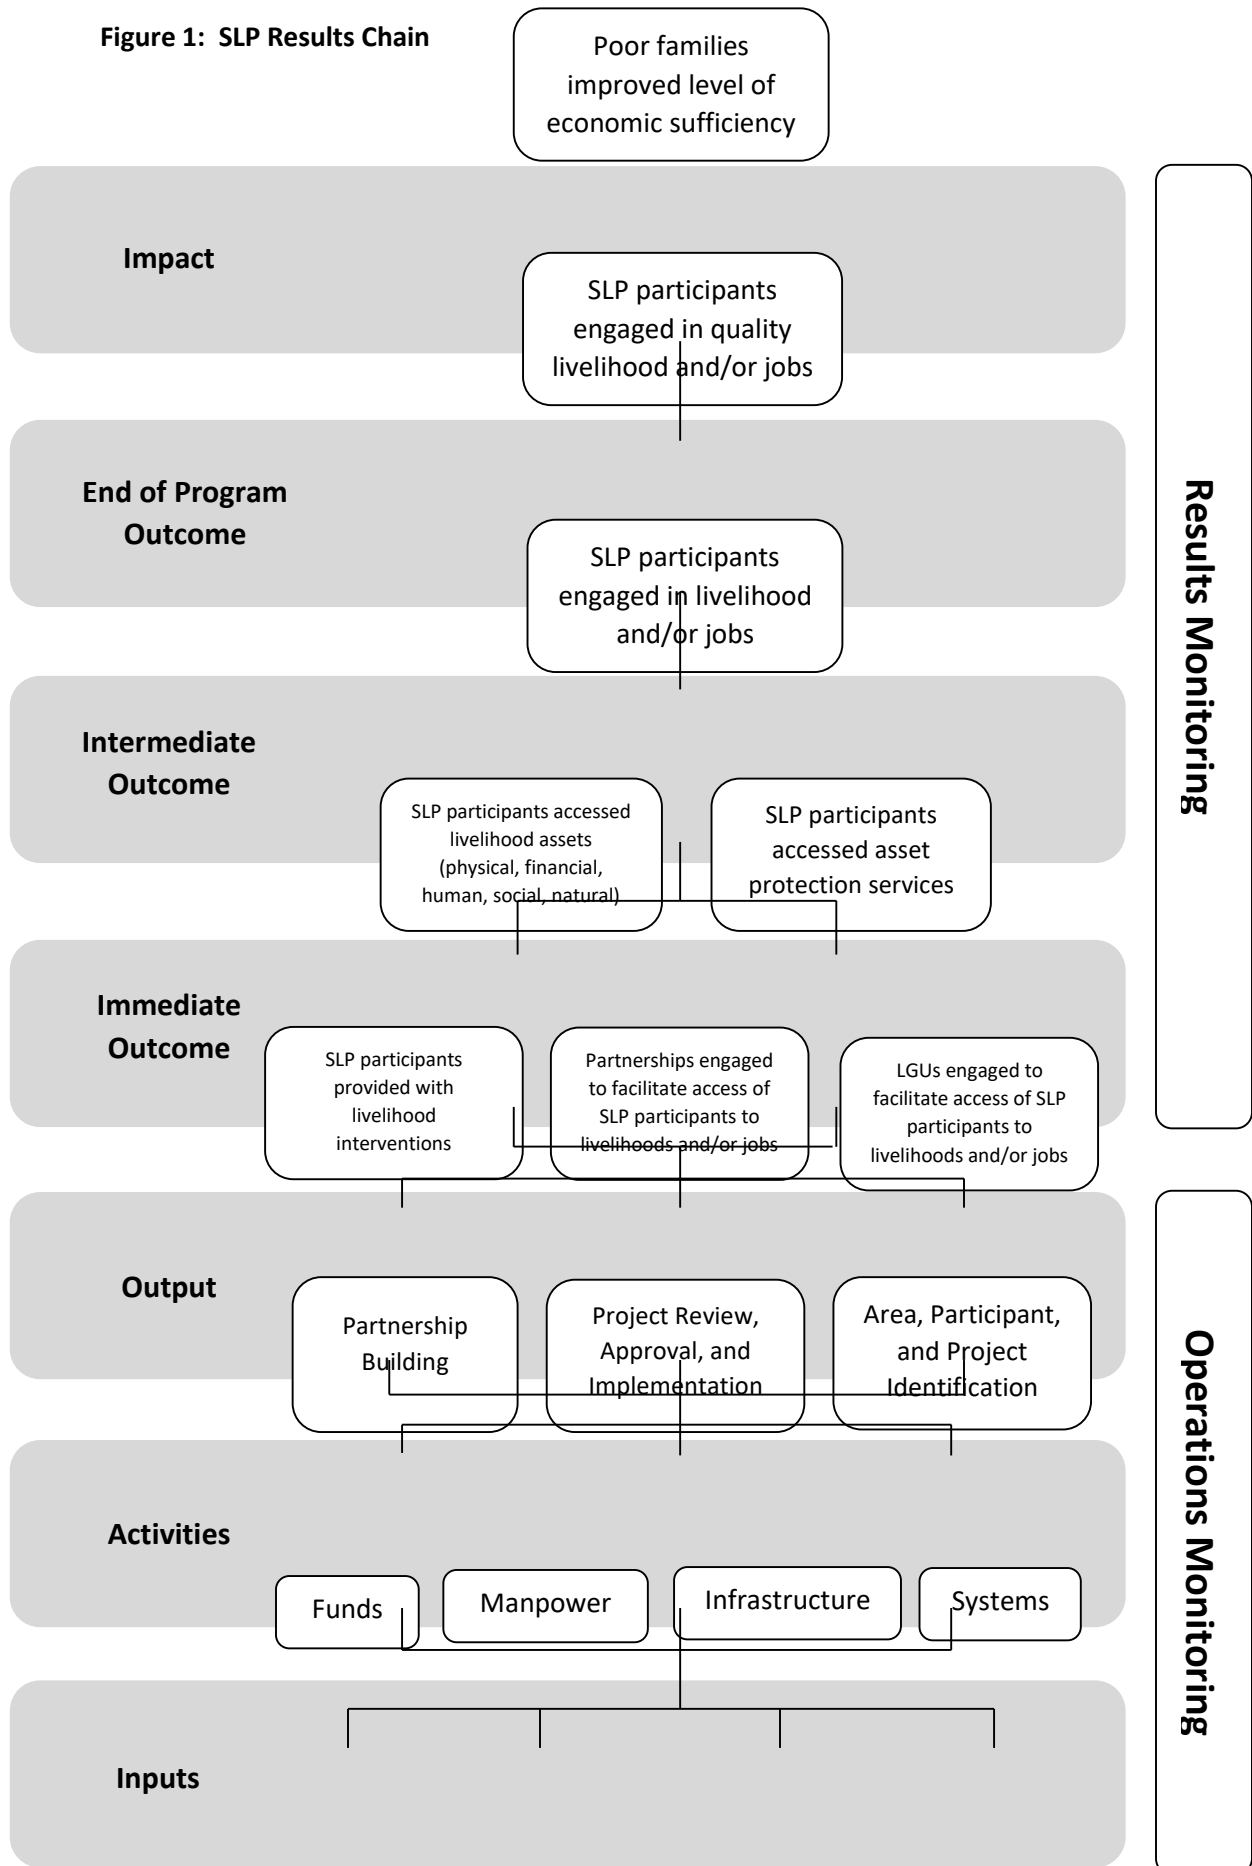 Figure 1:  SLP Results Chain
Poor families
improved level of
economic sufficiency
Impact
SLP participants
engaged in quality
livelihood and/or jobs
End of Program
Outcome
SLP participants
engaged in livelihood
and/or jobs
Results Monitoring
Intermediate
Outcome
SLP participants accessed
livelihood assets
(physical, financial,
human, social, natural)
SLP participants
accessed asset
protection services
Immediate
Outcome
SLP participants
provided with
livelihood
interventions
Partnerships engaged
to facilitate access of
SLP participants to
livelihoods and/or jobs
LGUs engaged to
facilitate access of SLP
participants to
livelihoods and/or jobs
Output
Partnership
Building
Project Review,
Approval, and
Implementation
Area, Participant,
and Project
Identification
Operations Monitoring
Activities
Funds
Manpower
Infrastructure
Systems
Inputs